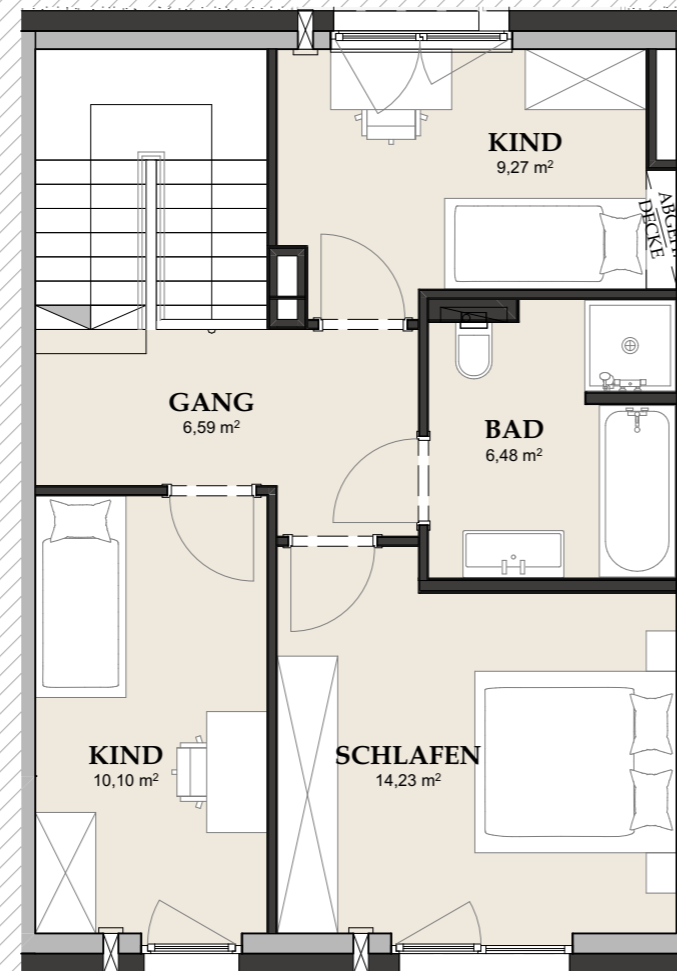 KIND
9,27 m²
DECKE
GANG
6,59 m²
BAD
6,48 m²
KIND
10,10 m²
SCHLAFEN
14,23 m²